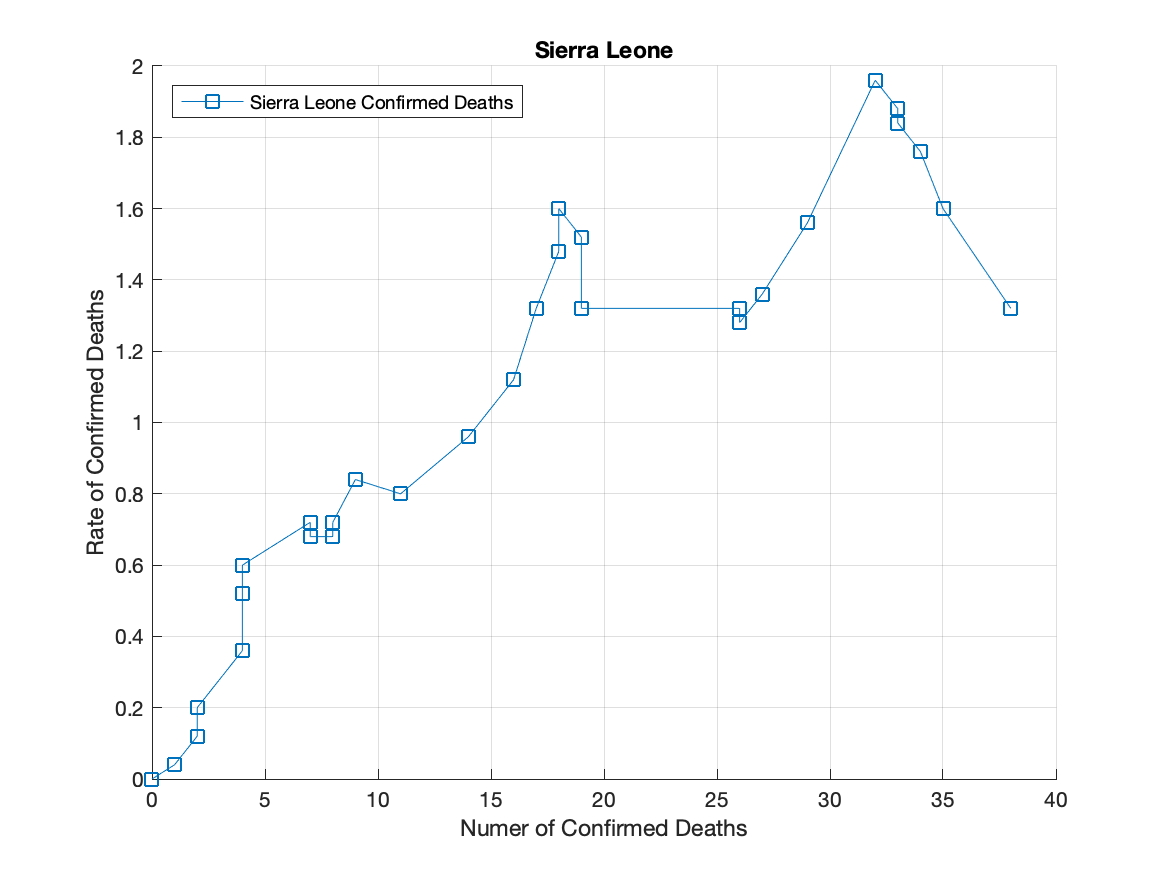 Sierra Leone
Sierra Leone Confirmed Deaths
2
1.8
1.6
1.4
1.2
1
0.8
0.6
0.4
0.2
0
Rate of Confirmed Deaths
0 5 10 15 20 25 30 35 40
Numer of Confirmed Deaths